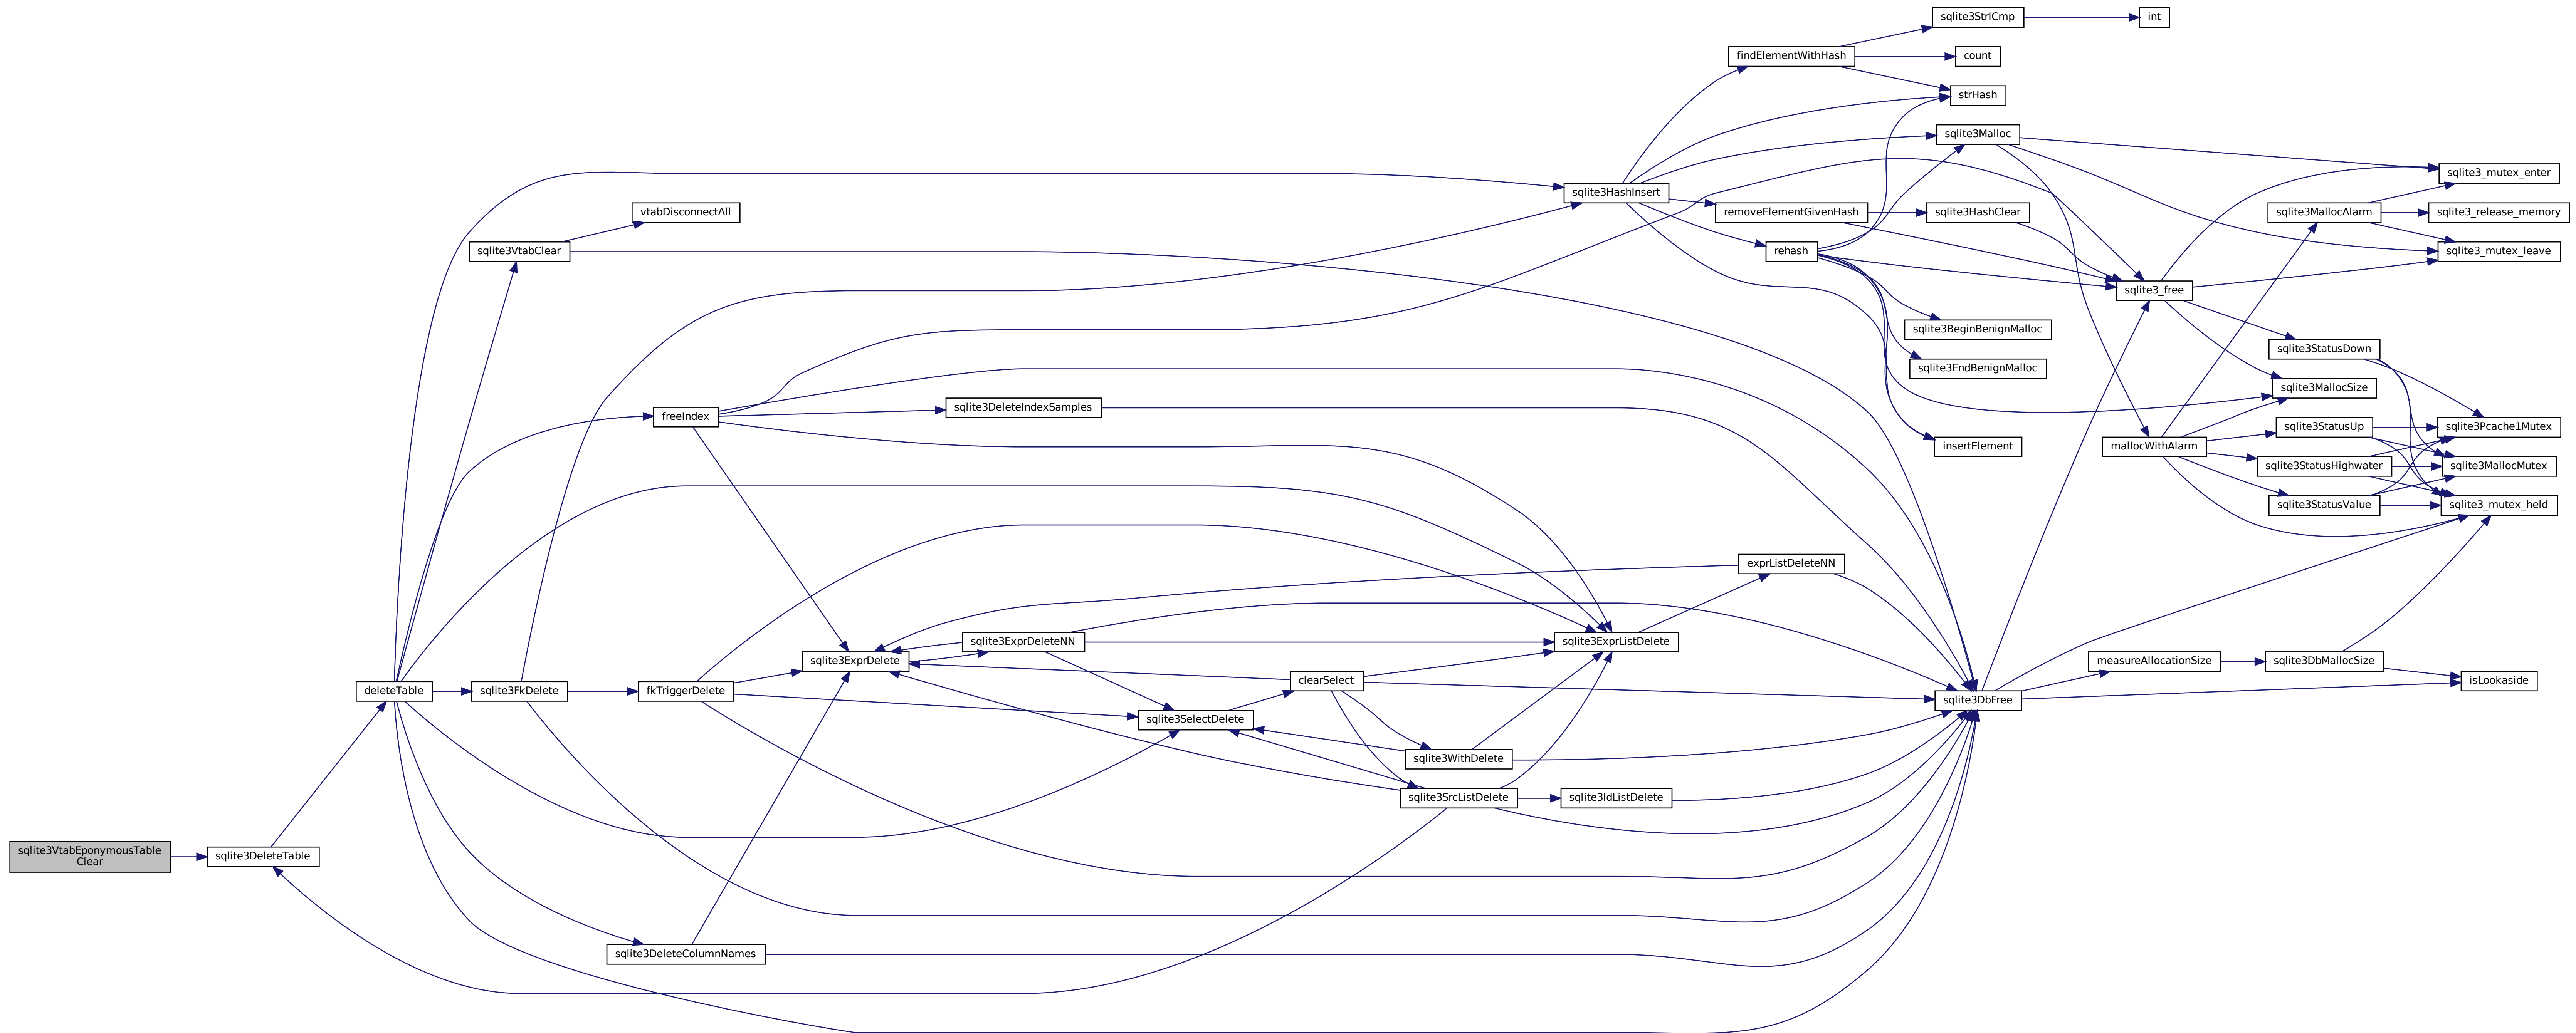 sqlite3VtabEponymousTable
Clear
sqlite3DeleteTable
deleteTable
sqlite3VtabClear
sqlite3FkDelete
vtabDisconnectAll
freeIndex
fkTriggerDelete
sqlite3DeleteColumnNames
sqlite3ExprDelete
sqlite3DeleteIndexSamples
sqlite3ExprDeleteNN
sqlite3SelectDelete
clearSelect
sqlite3WithDelete
sqlite3SrcListDelete
sqlite3HashInsert
sqlite3ExprListDelete
sqlite3IdListDelete
findElementWithHash
removeElementGivenHash
rehash
exprListDeleteNN
sqlite3StrICmp
count
strHash
sqlite3Malloc
sqlite3HashClear
sqlite3BeginBenignMalloc
sqlite3EndBenignMalloc
insertElement
sqlite3DbFree
int
sqlite3_free
mallocWithAlarm
measureAllocationSize
sqlite3MallocAlarm
sqlite3StatusDown
sqlite3MallocSize
sqlite3StatusUp
sqlite3StatusHighwater
sqlite3StatusValue
sqlite3DbMallocSize
sqlite3_mutex_enter
sqlite3_release_memory
sqlite3_mutex_leave
sqlite3Pcache1Mutex
sqlite3MallocMutex
sqlite3_mutex_held
isLookaside